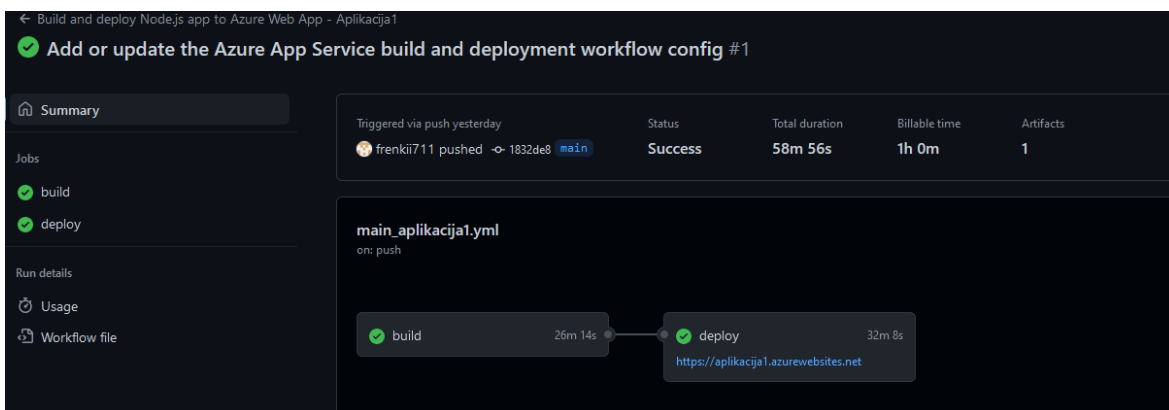 ← Build and deploy Node.js app to Azure Web App - Aplikacija1
Add or update the Azure App Service build and deployment workflow config #1
Summary
Jobs
build
deploy
Run details
Usage
Workflow file
Triggered via push yesterday
frenkii711 pushed 1832de8 main
Status
Success
Total duration
58m 56s
Billable time
1h 0m
Artifacts
1
main_aplikacija1.yml
on: push
build 26m 14s
deploy 32m 8s
https://aplikacija1.azurewebsites.net